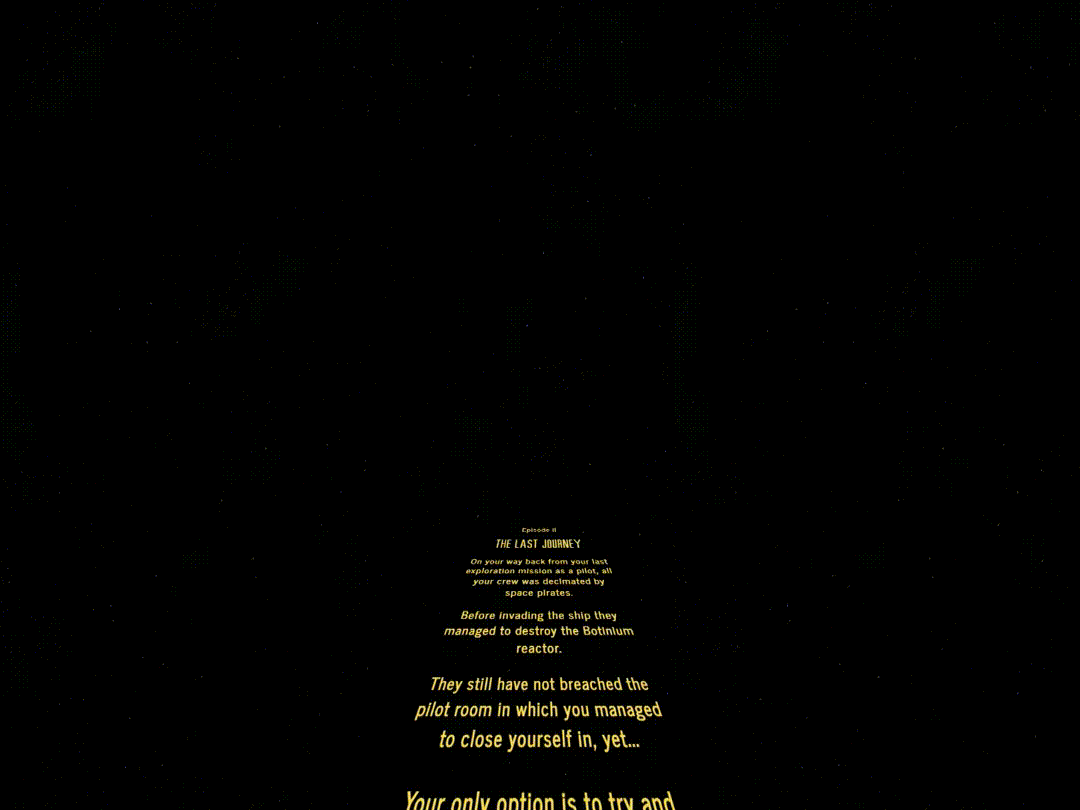 Episode II
THE LAST JOURNEY
On your way back from your last
exploration mission as a pilot, all
your crew was decimated by
space pirates.
Before invading the ship they
managed to destroy the Botinium
reactor.
They still have not breached the
pilot room in which you managed
to close yourself in, yet...
Your only option is to try and